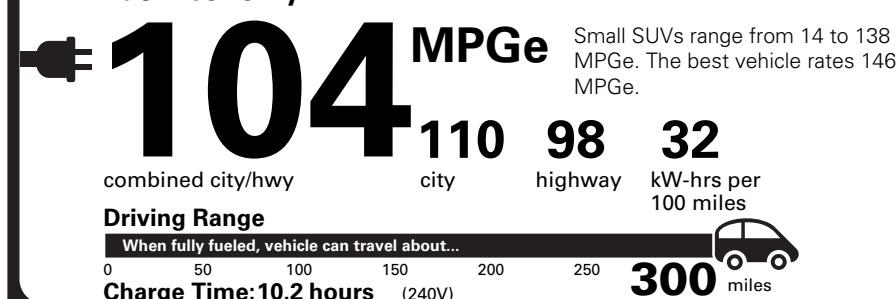 104 MPGe
Small SUVs range from 14 to 138
MPGe. The best vehicle rates 146
MPGe.
110 98 32
combined city/hwy city highway kW-hrs per
100 miles
Driving Range
When fully fueled, vehicle can travel about...
0 50 100 150 200 250 300 miles
Charge Time: 10.2 hours (240V)